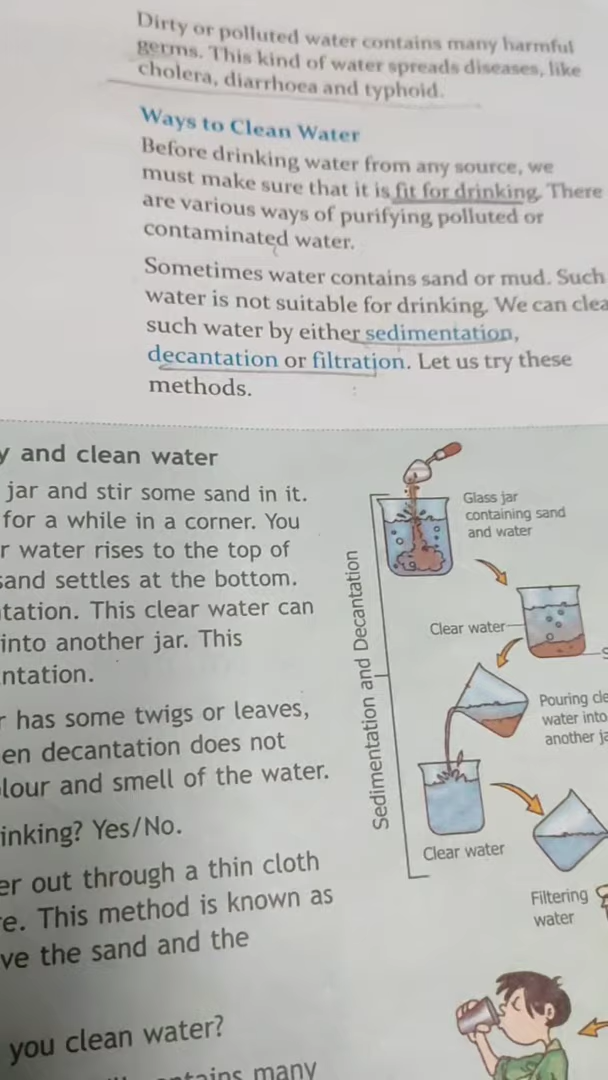 Dirty or polluted water contains many harmful
germs. This kind of water spreads diseases, like
cholera, diarrhoea and typhoid.
Ways to Clean Water
Before drinking water from any source, we
must make sure that it is fit for drinking. There
are various ways of purifying polluted or
contaminated water.
Sometimes water contains sand or mud. Such
water is not suitable for drinking. We can clea
such water by either sedimentation,
decantation or filtration. Let us try these
methods.
y and clean water
jar and stir some sand in it.
for a while in a corner. You
r water rises to the top of
sand settles at the bottom.
tation. This clear water can
into another jar. This
ntation.
r has some twigs or leaves,
en decantation does not
lour and smell of the water.
inking? Yes/No.
er out through a thin cloth
e. This method is known as
ve the sand and the
you clean water?
ntains many
Sedimentation and Decantation
Glass jar
containing sand
and water
Clear water
S
Pouring cle
water into
another ja
Clear water
Filtering
water